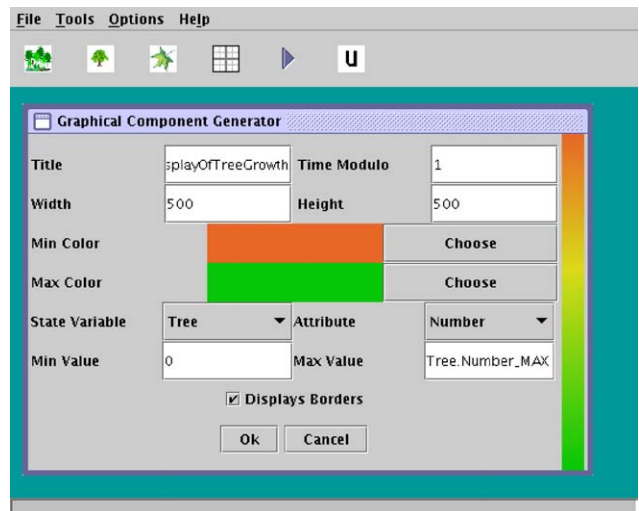 File Tools Options Help
U
Graphical Component Generator
Title splayOfTreeGrowth Time Modulo 1
Width 500 Height 500
Min Color Choose
Max Color Choose
State Variable Tree Attribute Number
Min Value 0 Max Value Tree.Number_MAX
Displays Borders
Ok Cancel